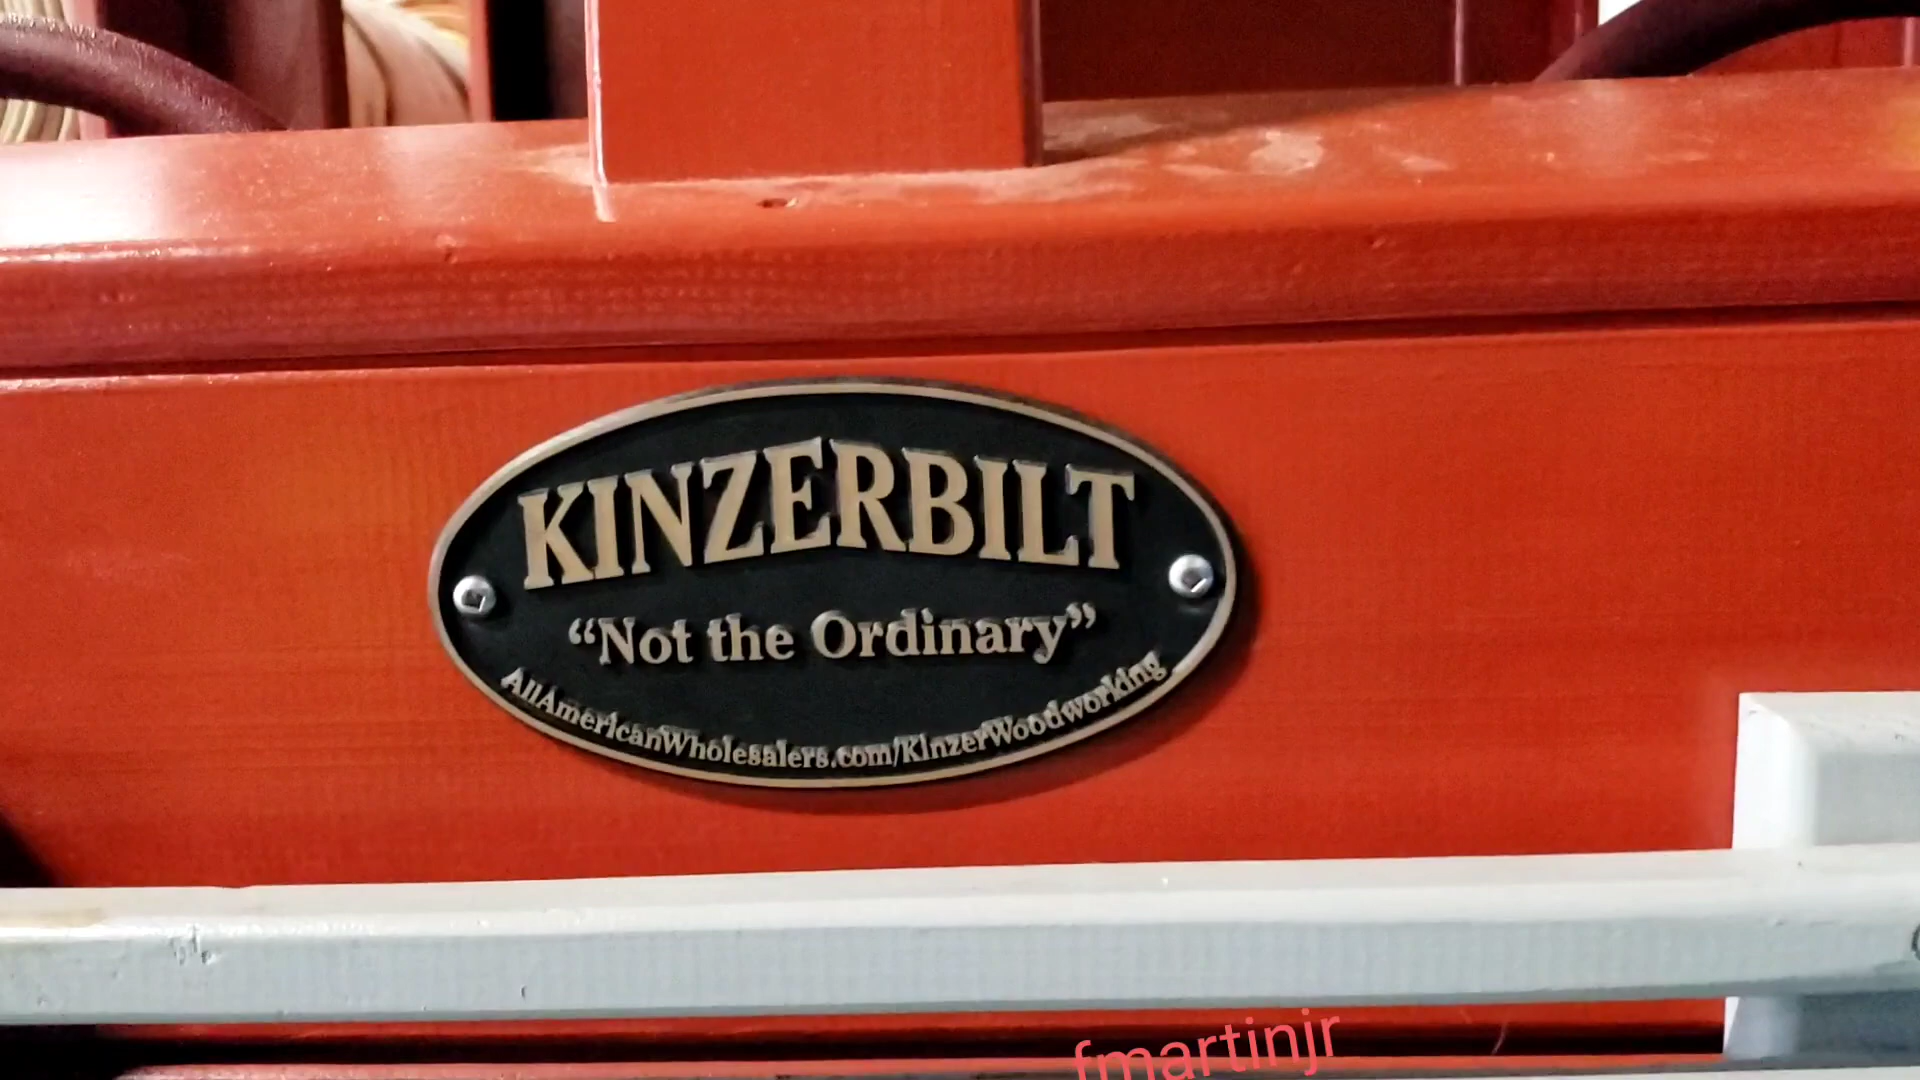 KINZERBILT
“Not the Ordinary”
AllAmericanWholesalers.com/KinzerWoodworking
fmartinjr